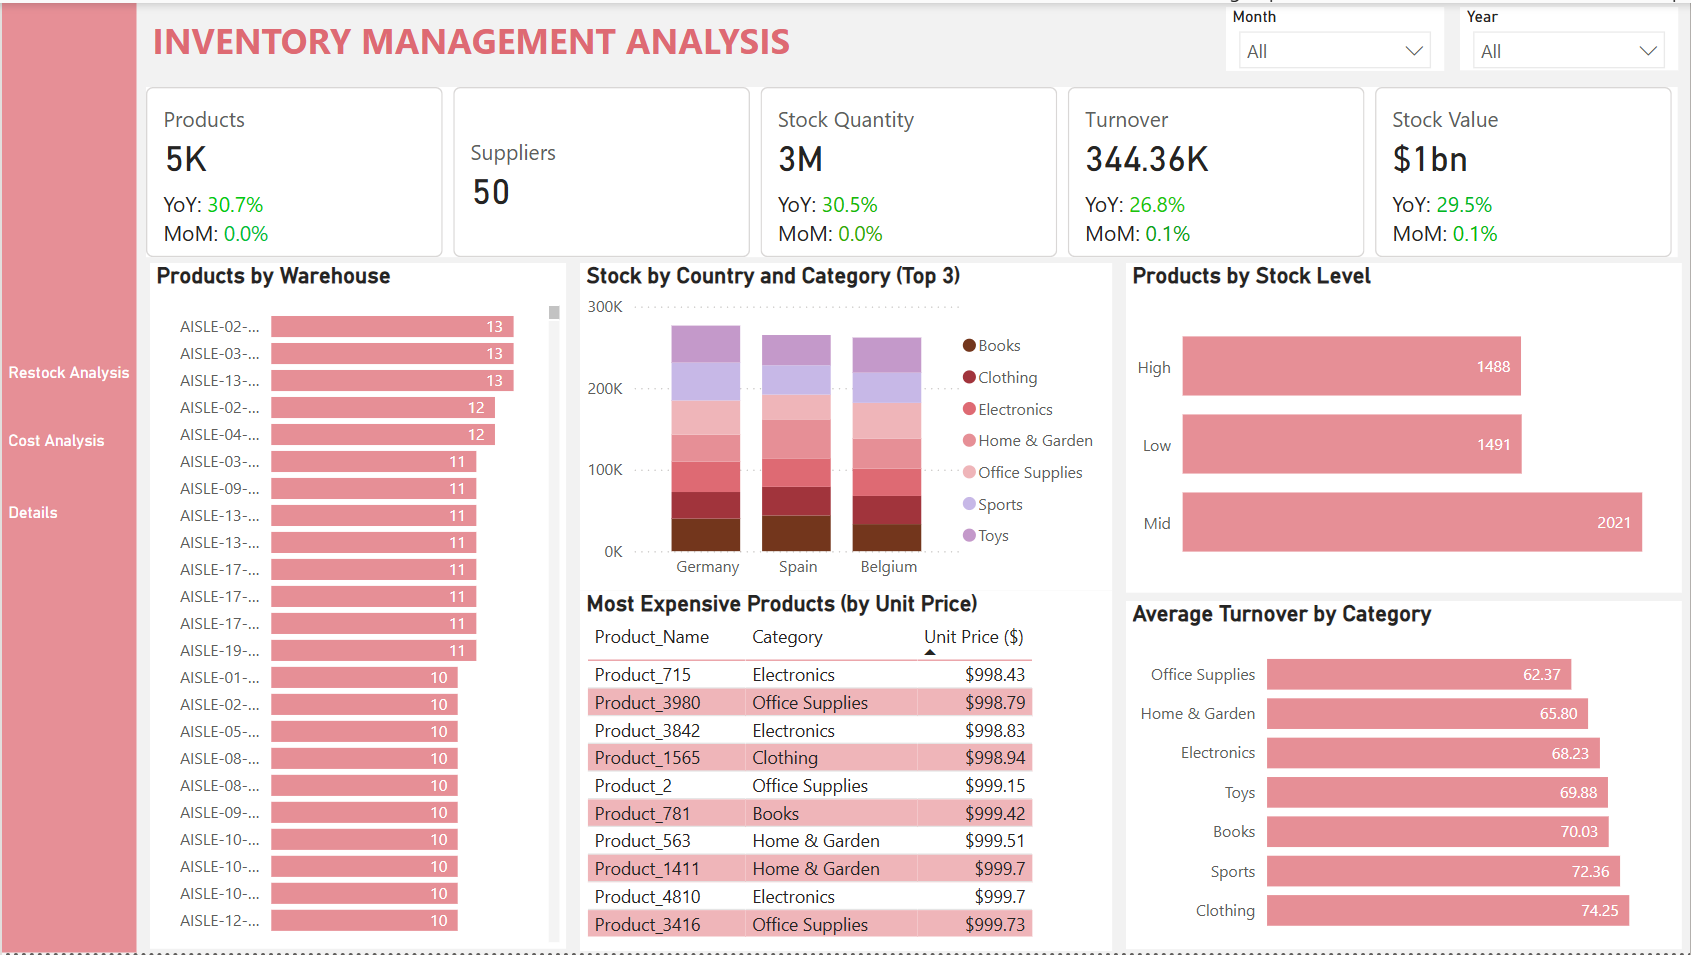 INVENTORY MANAGEMENT ANALYSIS
Month
All
Year
All
Products
5K
YoY: 30.7%
MoM: 0.0%
Suppliers
50
Stock Quantity
3M
YoY: 30.5%
MoM: 0.0%
Turnover
344.36K
YoY: 26.8%
MoM: 0.1%
Stock Value
$1bn
YoY: 29.5%
MoM: 0.1%
Restock Analysis
Cost Analysis
Details
Products by Warehouse
AISLE-02-... 13
AISLE-03-... 13
AISLE-13-... 13
AISLE-02-... 12
AISLE-04-... 12
AISLE-03-... 11
AISLE-09-... 11
AISLE-13-... 11
AISLE-13-... 11
AISLE-17-... 11
AISLE-17-... 11
AISLE-17-... 11
AISLE-19-... 11
AISLE-01-... 10
AISLE-02-... 10
AISLE-05-... 10
AISLE-08-... 10
AISLE-08-... 10
AISLE-09-... 10
AISLE-10-... 10
AISLE-10-... 10
AISLE-10-... 10
AISLE-12-... 10
Stock by Country and Category (Top 3)
300K
200K
100K
0K
Germany Spain Belgium
Books
Clothing
Electronics
Home & Garden
Office Supplies
Sports
Toys
Most Expensive Products (by Unit Price)
Product_Name Category Unit Price ($)
Product_715 Electronics $998.43
Product_3980 Office Supplies $998.79
Product_3842 Electronics $998.83
Product_1565 Clothing $998.94
Product_2 Office Supplies $999.15
Product_781 Books $999.42
Product_563 Home & Garden $999.51
Product_1411 Home & Garden $999.7
Product_4810 Electronics $999.7
Product_3416 Office Supplies $999.73
Products by Stock Level
High 1488
Low 1491
Mid 2021
Average Turnover by Category
Office Supplies 62.37
Home & Garden 65.80
Electronics 68.23
Toys 69.88
Books 70.03
Sports 72.36
Clothing 74.25